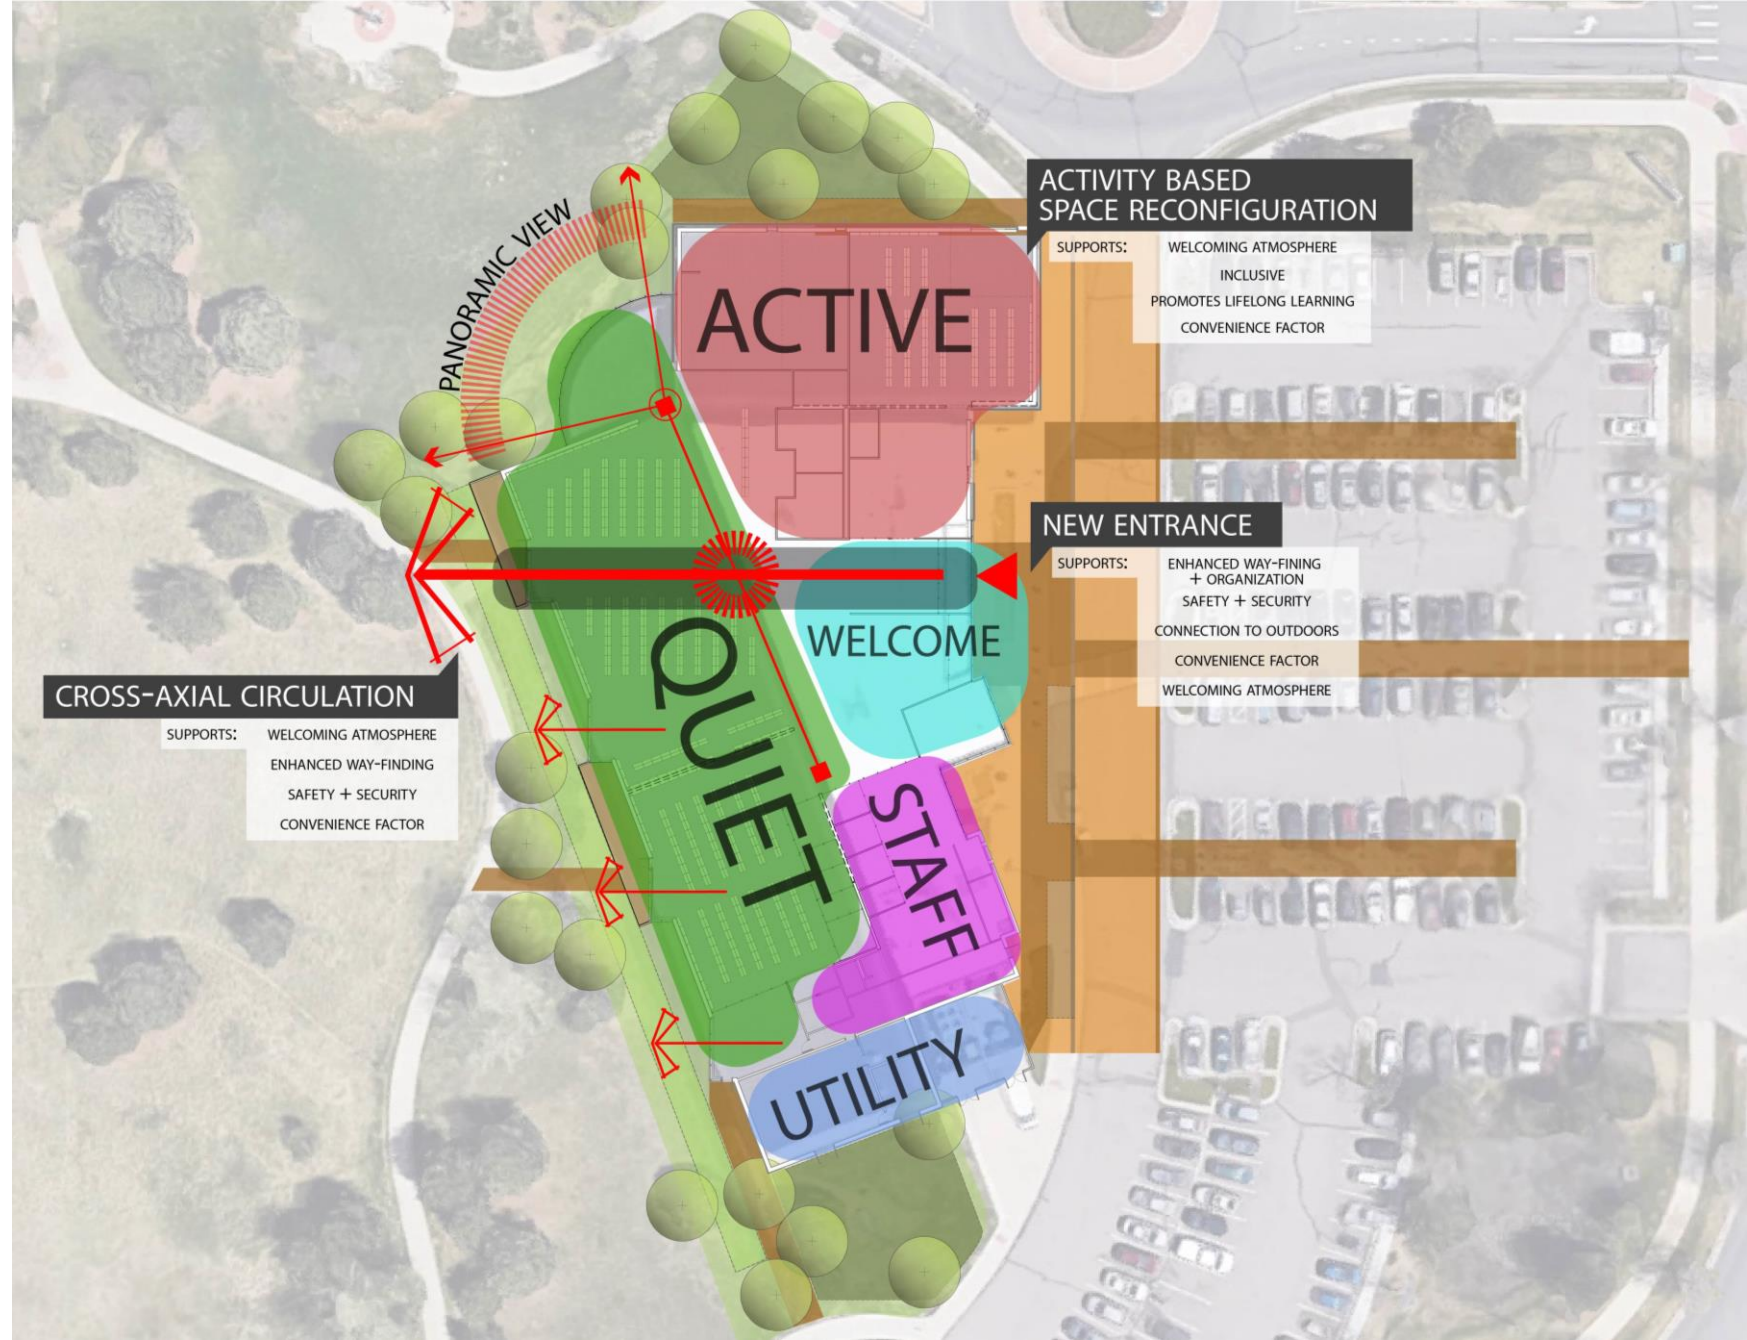 ACTIVITY BASED
SPACE RECONFIGURATION
SUPPORTS:
WELCOMING ATMOSPHERE
INCLUSIVE
PROMOTES LIFELONG LEARNING
CONVENIENCE FACTOR
PANORAMIC VIEW
ACTIVE
NEW ENTRANCE
SUPPORTS:
ENHANCED WAY-FINING
+ ORGANIZATION
SAFETY + SECURITY
CONNECTION TO OUTDOORS
CONVENIENCE FACTOR
WELCOMING ATMOSPHERE
WELCOME
QUIET
CROSS-AXIAL CIRCULATION
SUPPORTS:
WELCOMING ATMOSPHERE
ENHANCED WAY-FINDING
SAFETY + SECURITY
CONVENIENCE FACTOR
STAFF
UTILITY